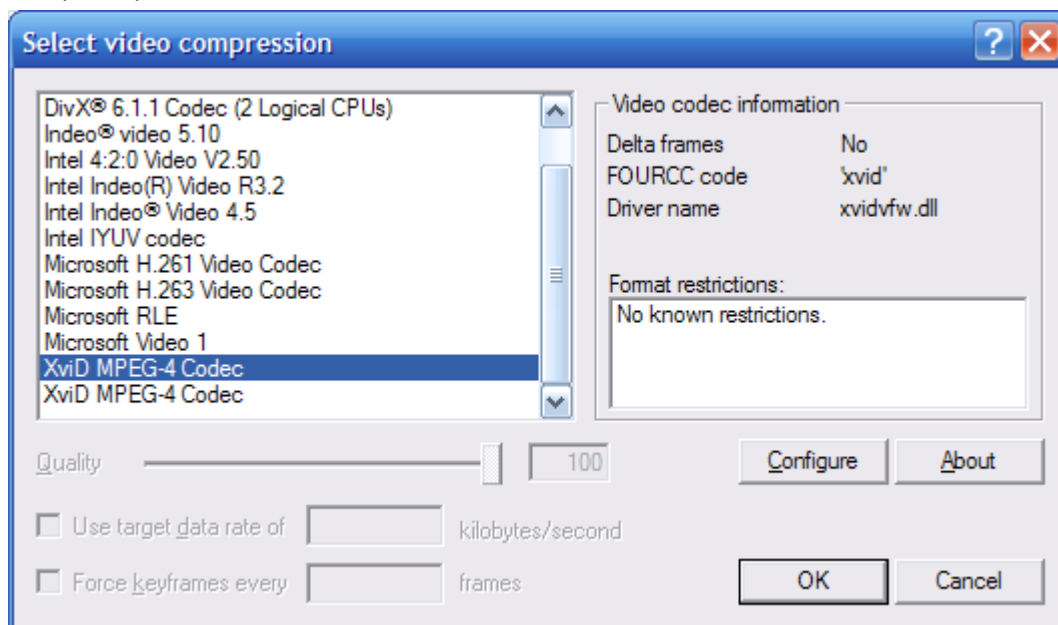 Select video compression
DivX® 6.1.1 Codec (2 Logical CPUs)
Indeo® video 5.10
Intel 4:2:0 Video V2.50
Intel Indeo(R) Video R3.2
Intel Indeo® Video 4.5
Intel IYUV codec
Microsoft H.261 Video Codec
Microsoft H.263 Video Codec
Microsoft RLE
Microsoft Video 1
XviD MPEG-4 Codec
XviD MPEG-4 Codec
Video codec information
Delta frames No
FOURCC code 'xvid'
Driver name xvidvfw.dll
Format restrictions:
No known restrictions.
Quality 100
Configure About
Use target data rate of kilobytes/second
Force keyframes every frames
OK Cancel